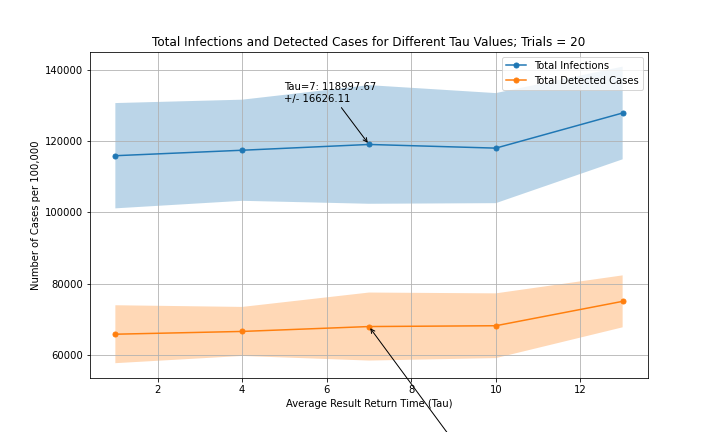 Total Infections and Detected Cases for Different Tau Values; Trials = 20
Total Infections
Total Detected Cases
Tau=7: 118997.67
+/- 16626.11
140000
120000
100000
80000
60000
Number of Cases per 100,000
2
4
6
8
10
12
Average Result Return Time (Tau)